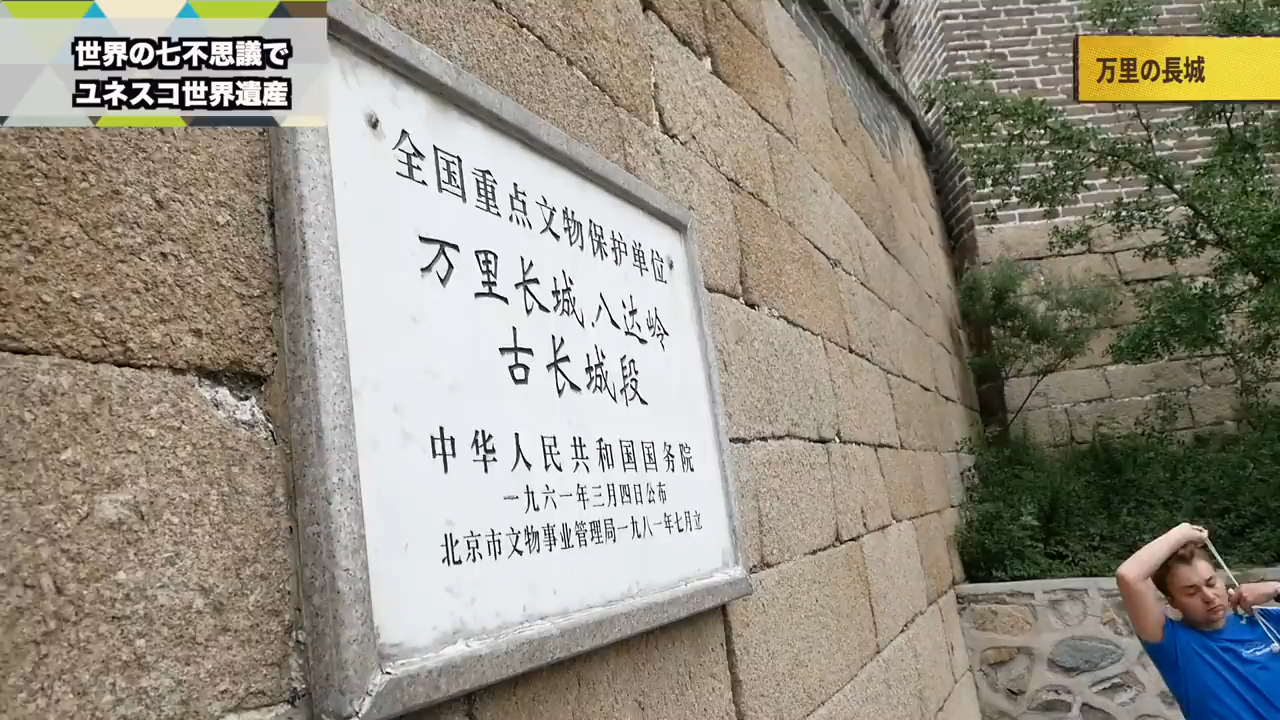 世界の七不思議で
ユネスコ世界遺産
万里の長城
全国重点文物保护单位
万里长城八达岭
古长城段
中华人民共和国国务院
一九六一年三月四日公布
北京市文物事业管理局一九八一年七月立